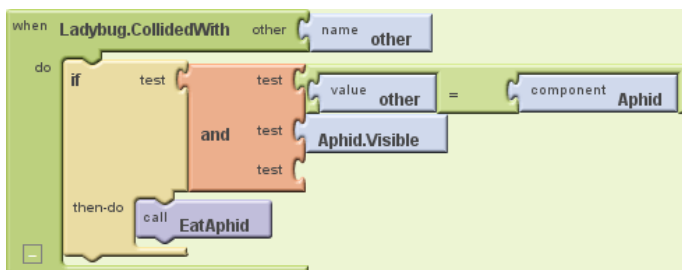 when Ladybug.CollidedWith other name other
do if test test value other = component Aphid
and test Aphid.Visible
test
then-do call EatAphid